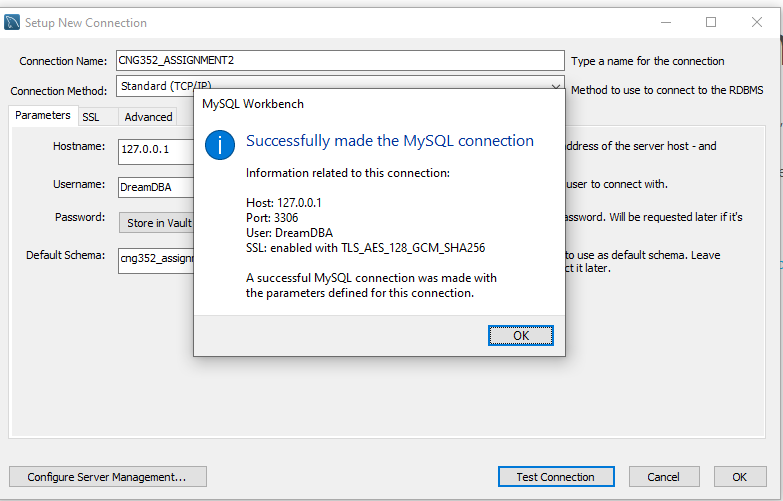 Setup New Connection
Connection Name: CNG352_ASSIGNMENT2 Type a name for the connection
Connection Method: Standard (TCP/IP) Method to use to connect to the RDBMS
Parameters SSL Advanced
MySQL Workbench
Successfully made the MySQL connection
Information related to this connection:
Host: 127.0.0.1
Port: 3306
User: DreamDBA
SSL: enabled with TLS_AES_128_GCM_SHA256
A successful MySQL connection was made with
the parameters defined for this connection.
OK
Hostname: 127.0.0.1 address of the server host - and
Username: DreamDBA user to connect with.
Password: Store in Vault Will be requested later if it's
Default Schema: to use as default schema. Leave
it later.
Configure Server Management... Test Connection Cancel OK